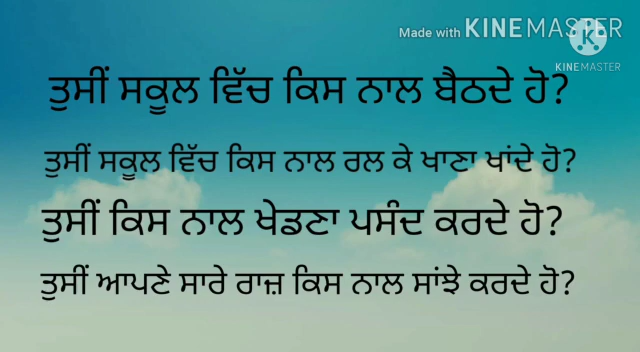 Made with KINEMASTER
KINEMASTER
ਤੁਸੀਂ ਸਕੂਲ ਵਿੱਚ ਕਿਸ ਨਾਲ ਬੈਠਦੇ ਹੋ?
ਤੁਸੀਂ ਸਕੂਲ ਵਿੱਚ ਕਿਸ ਨਾਲ ਰਲ ਕੇ ਖਾਣਾ ਖਾਂਦੇ ਹੋ?
ਤੁਸੀਂ ਕਿਸ ਨਾਲ ਖੇਡਣਾ ਪਸੰਦ ਕਰਦੇ ਹੋ?
ਤੁਸੀਂ ਆਪਣੇ ਸਾਰੇ ਰਾਜ਼ ਕਿਸ ਨਾਲ ਸਾਂਝੇ ਕਰਦੇ ਹੋ?